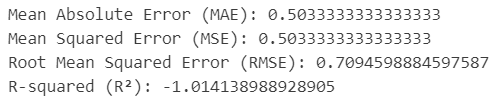 Mean Absolute Error (MAE): 0.5033333333333333
Mean Squared Error (MSE): 0.5033333333333333
Root Mean Squared Error (RMSE): 0.7094598884597587
R-squared (R²): -1.014138988928905